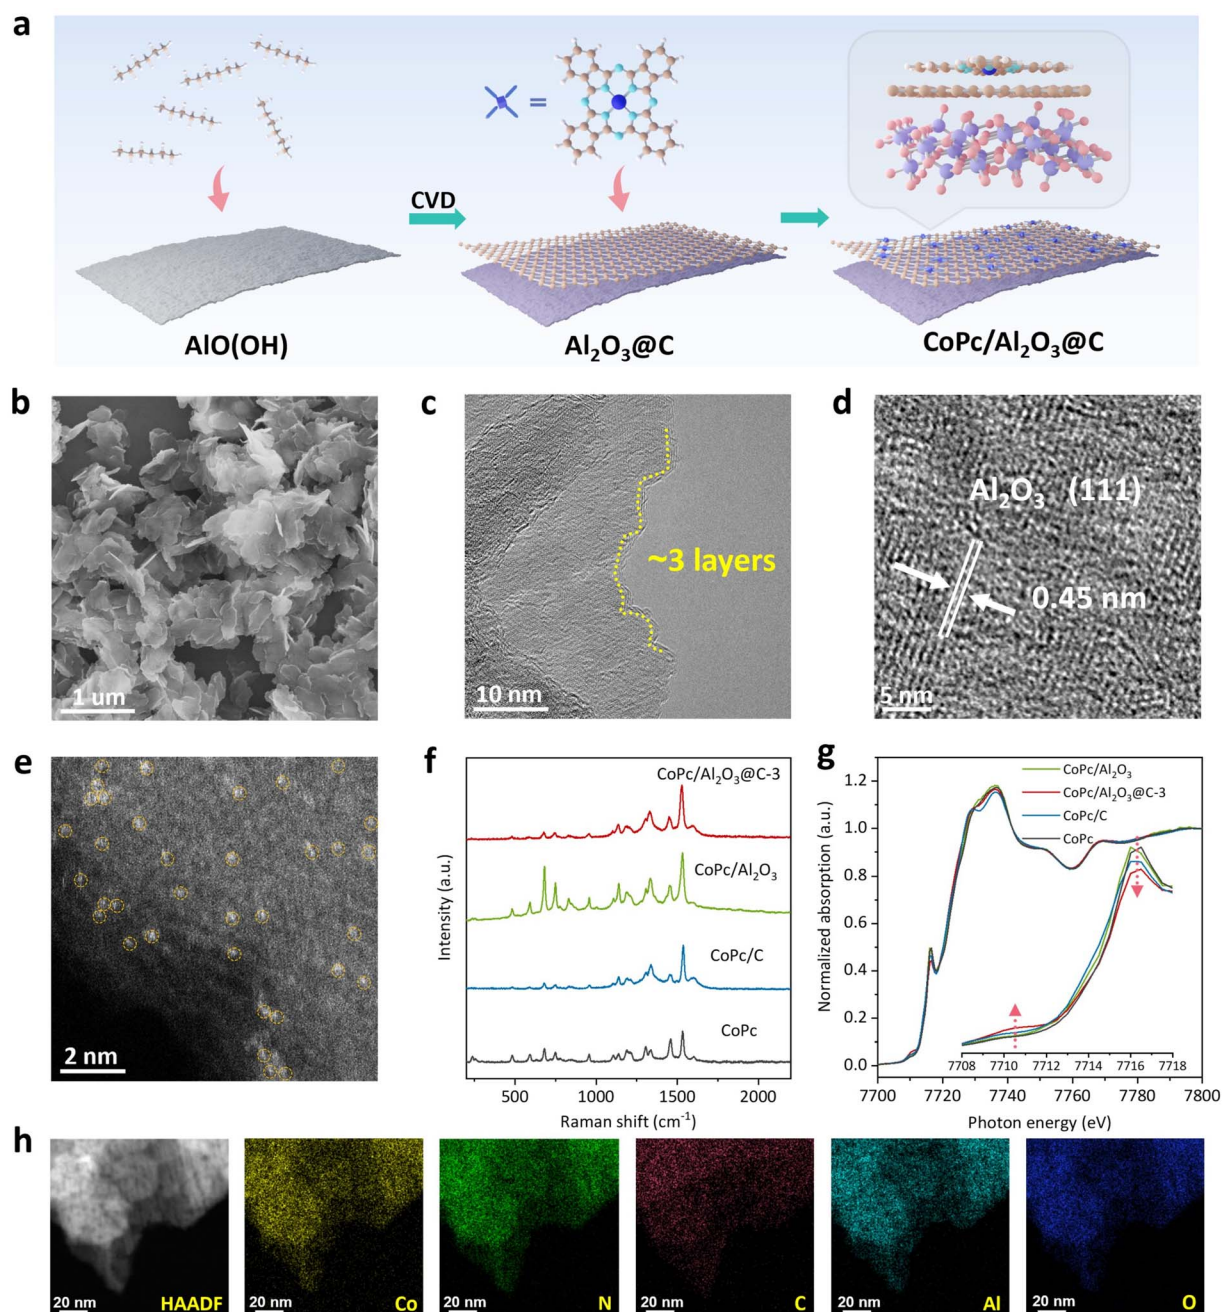 a
=
CVD
AlO(OH)
Al₂O₃@C
CoPc/Al₂O₃@C
b
1 um
c
~3 layers
10 nm
d
Al₂O₃ (111)
0.45 nm
5 nm
e
2 nm
f
CoPc/Al₂O₃@C-3
CoPc/Al₂O₃
CoPc/C
CoPc
Intensity (a.u.)
500 1000 1500 2000
Raman shift (cm⁻¹)
g
CoPc/Al₂O₃
CoPc/Al₂O₃@C-3
CoPc/C
CoPc
Normalized absorption (a.u.)
1.2
1.0
0.8
0.6
0.4
0.2
0.0
7708 7710 7712 7714 7716 7718
7700 7720 7740 7760 7780 7800
Photon energy (eV)
h
20 nm HAADF
20 nm Co
20 nm N
20 nm C
20 nm Al
20 nm O